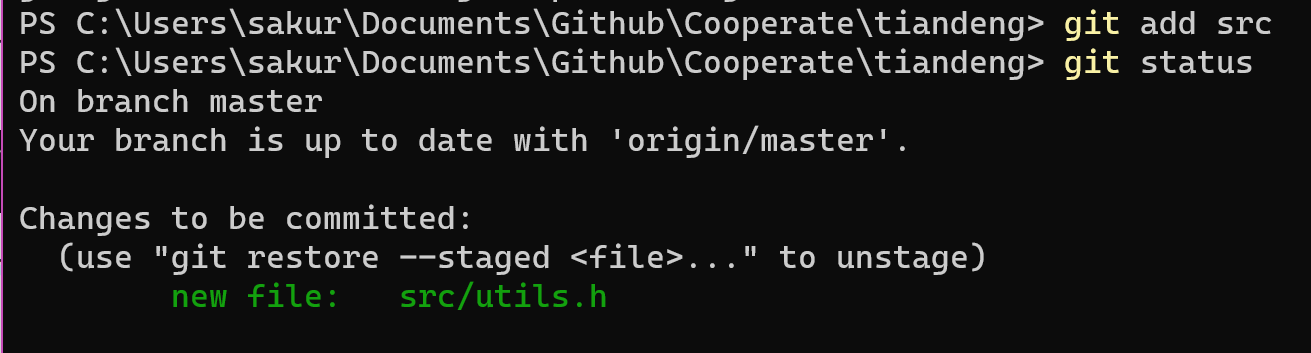 PS C:\Users\sakur\Documents\Github\Cooperate\tiandeng> git add src
PS C:\Users\sakur\Documents\Github\Cooperate\tiandeng> git status
On branch master
Your branch is up to date with 'origin/master'.

Changes to be committed:
  (use "git restore --staged <file>..." to unstage)
        new file:   src/utils.h